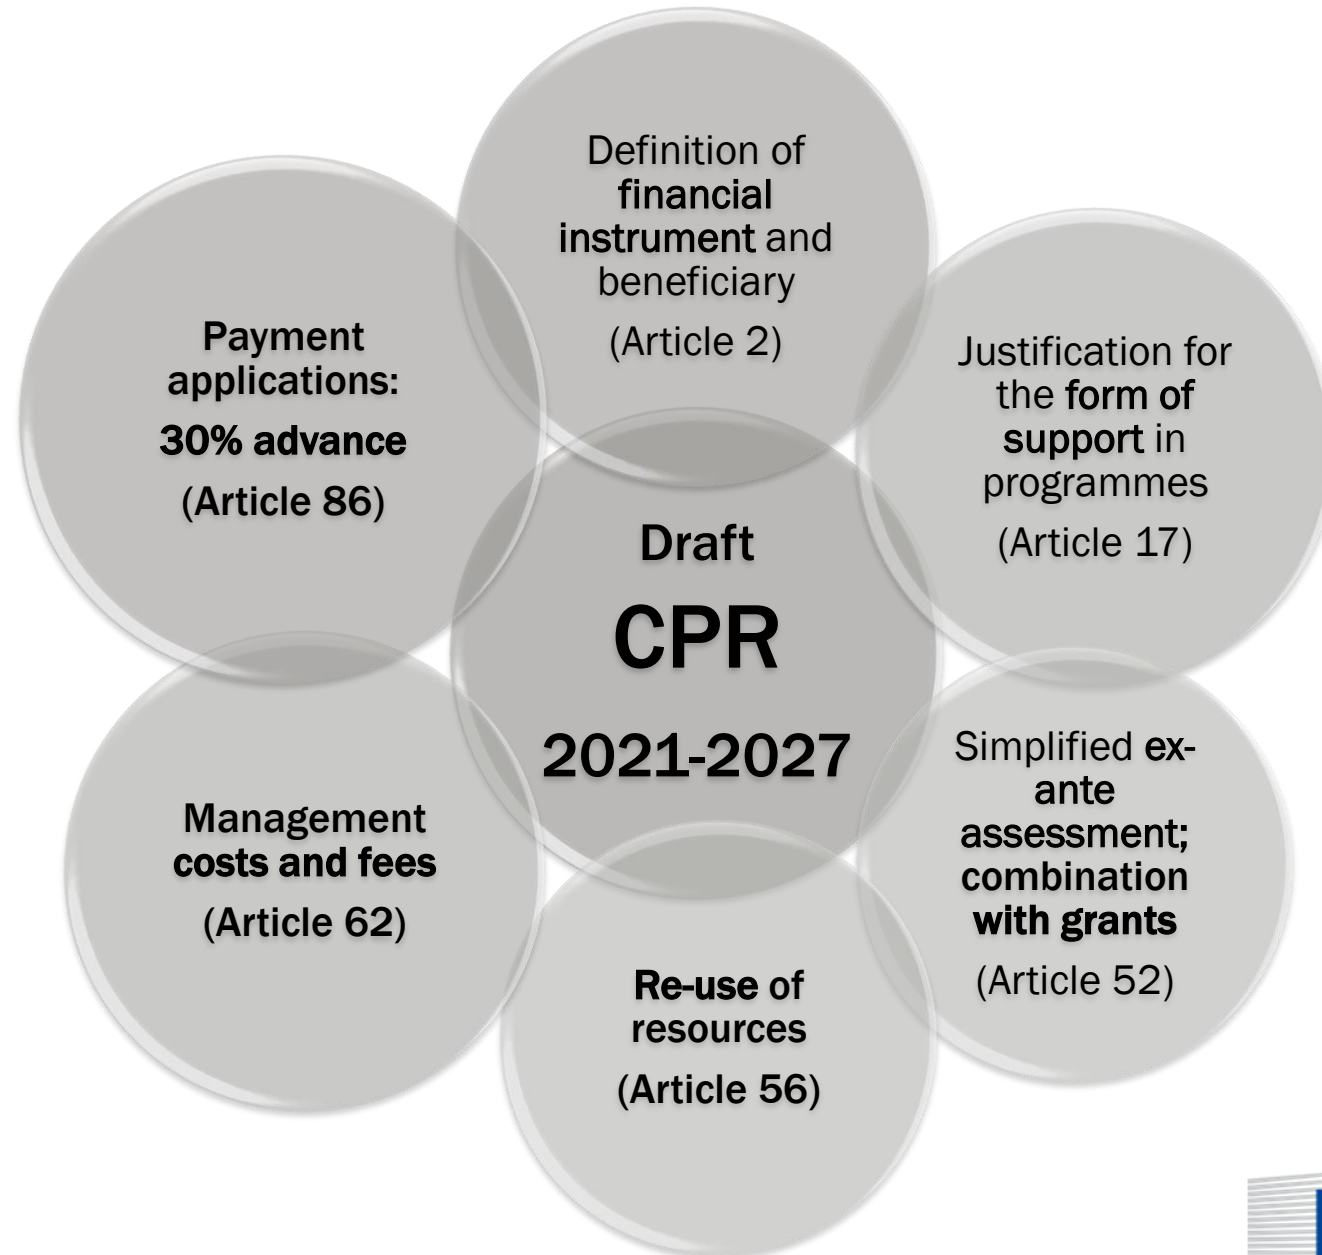 Definition of
financial
instrument and
beneficiary
(Article 2)
Justification for
the form of
support in
programmes
(Article 17)
Simplified ex-
ante
assessment;
combination
with grants
(Article 52)
Re-use of
resources
(Article 56)
Management
costs and fees
(Article 62)
Payment
applications:
30% advance
(Article 86)
Draft
CPR
2021-2027